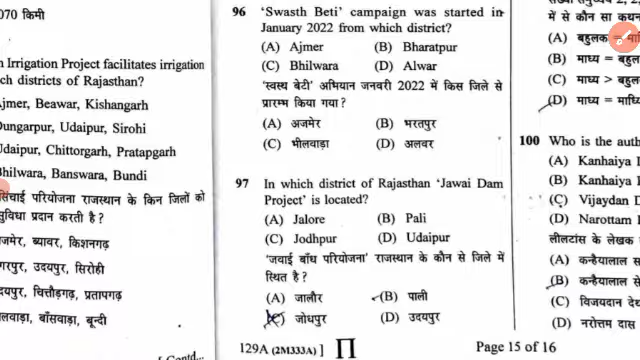 070 किमी
n Irrigation Project facilitates irrigation
ch districts of Rajasthan?
jmer, Beawar, Kishangarh
ungarpur, Udaipur, Sirohi
daipur, Chittorgarh, Pratapgarh
hilwara, Banswara, Bundi
सिंचाई परियोजना राजस्थान के किन जिलों को
सुविधा प्रदान करती है ?
जमेर, ब्यावर, किशनगढ़
गरपुर, उदयपुर, सिरोही
दयपुर, चित्तौड़गढ़, प्रतापगढ़
लवाड़ा, बाँसवाड़ा, बून्दी
[ Contd.
96 'Swasth Beti' campaign was started in
January 2022 from which district?
(A) Ajmer (B) Bharatpur
(C) Bhilwara (D) Alwar
'स्वस्थ बेटी' अभियान जनवरी 2022 में किस जिले से
प्रारम्भ किया गया ?
(A) अजमेर (B) भरतपुर
(C) भीलवाड़ा (D) अलवर
97 In which district of Rajasthan 'Jawai Dam
Project' is located?
(A) Jalore (B) Pali
(C) Jodhpur (D) Udaipur
'जवाई बाँध परियोजना' राजस्थान के कौन से जिले में
स्थित है ?
(A) जालौर (B) पाली
(C) जोधपुर (D) उदयपुर
129A (2M333A) ] Π Page 15 of 16
में से कौन सा कथन
(A) बहुलक =
(B) माध्य = बहुल
(C) माध्य > बहुल
(D) माध्य = माधि
100 Who is the auth
(A) Kanhaiya I
(B) Kanhaiya
(C) Vijaydan D
(D) Narottam
लीलटांस के लेखक
(A) कन्हैयालाल स
(B) कन्हैयालाल से
(C) विजयदान देथ
(D) नरोत्तम दास